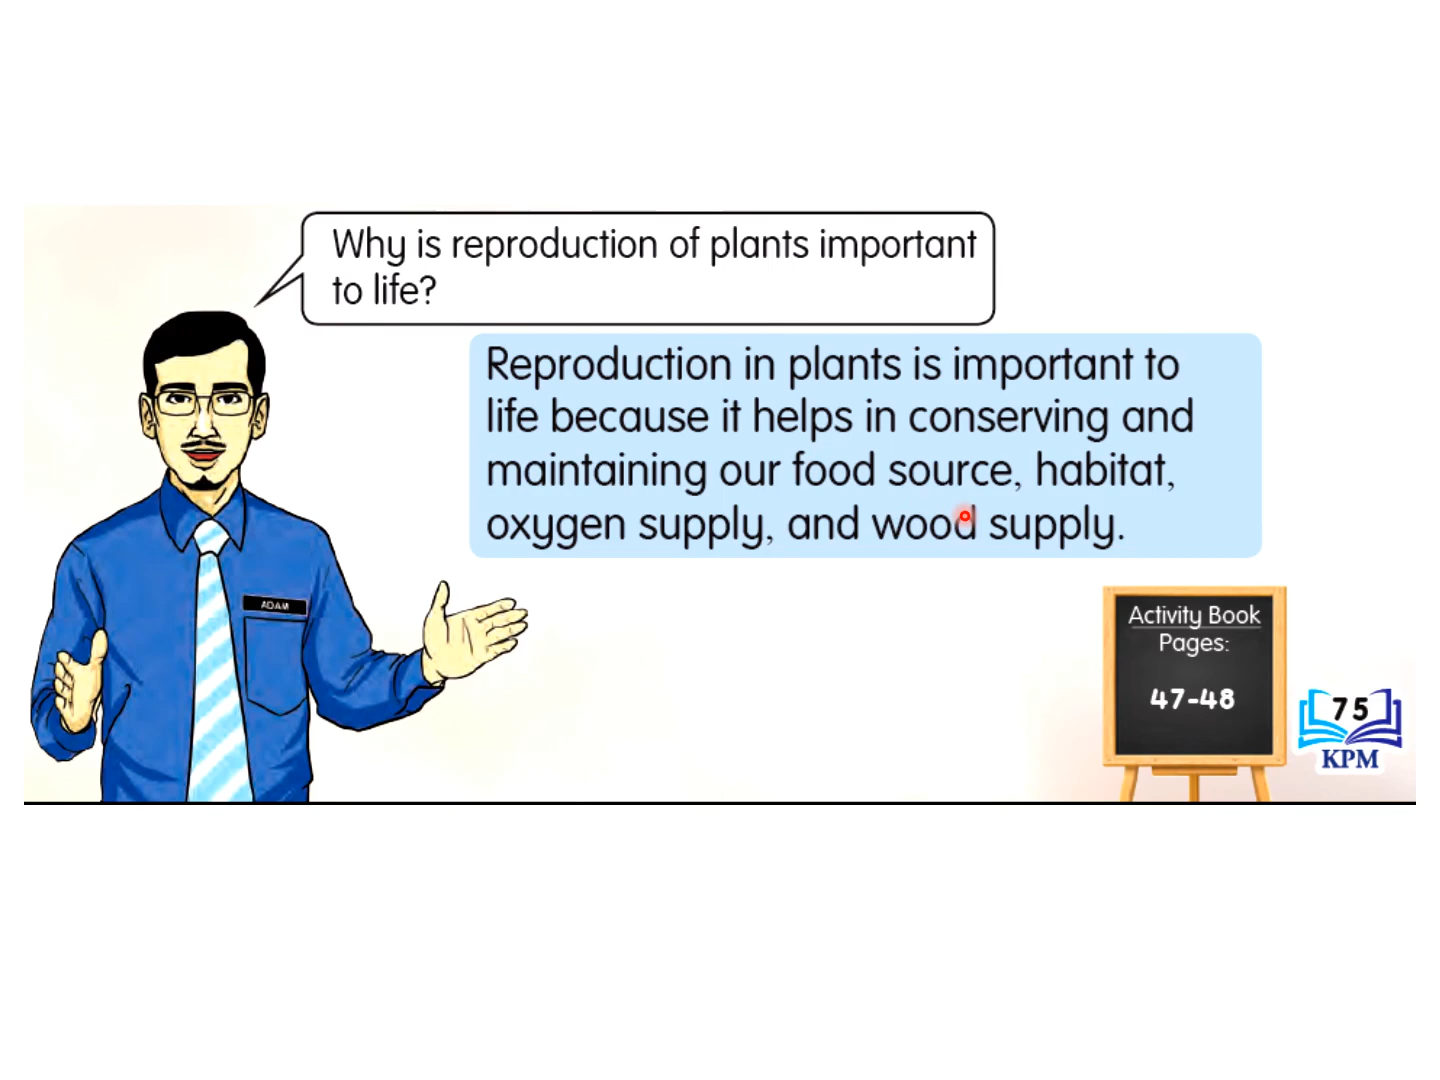 Why is reproduction of plants important
to life?
Reproduction in plants is important to
life because it helps in conserving and
maintaining our food source, habitat,
oxygen supply, and wood supply.
ADAM
Activity Book
Pages:
47-48
75
KPM